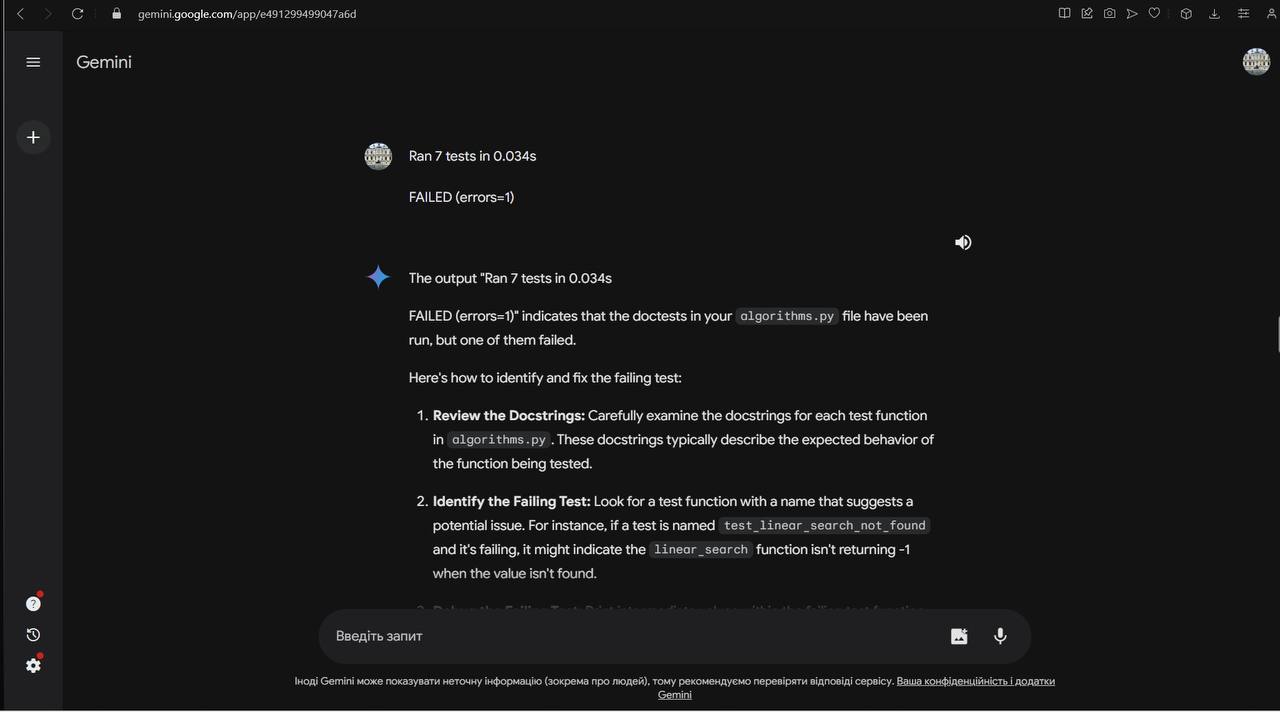 gemini.google.com/app/e491299499047a6d
Gemini
Ran 7 tests in 0.034s
FAILED (errors=1)
The output "Ran 7 tests in 0.034s
FAILED (errors=1)" indicates that the doctests in your algorithms.py file have been
run, but one of them failed.
Here's how to identify and fix the failing test:
1. Review the Docstrings: Carefully examine the docstrings for each test function
in algorithms.py. These docstrings typically describe the expected behavior of
the function being tested.
2. Identify the Failing Test: Look for a test function with a name that suggests a
potential issue. For instance, if a test is named test_linear_search_not_found
and it's failing, it might indicate the linear_search function isn't returning -1
when the value isn't found.
Введіть запит
Іноді Gemini може показувати неточну інформацію (зокрема про людей), тому рекомендуємо перевіряти відповіді сервісу. Ваша конфіденційність і додатки
Gemini